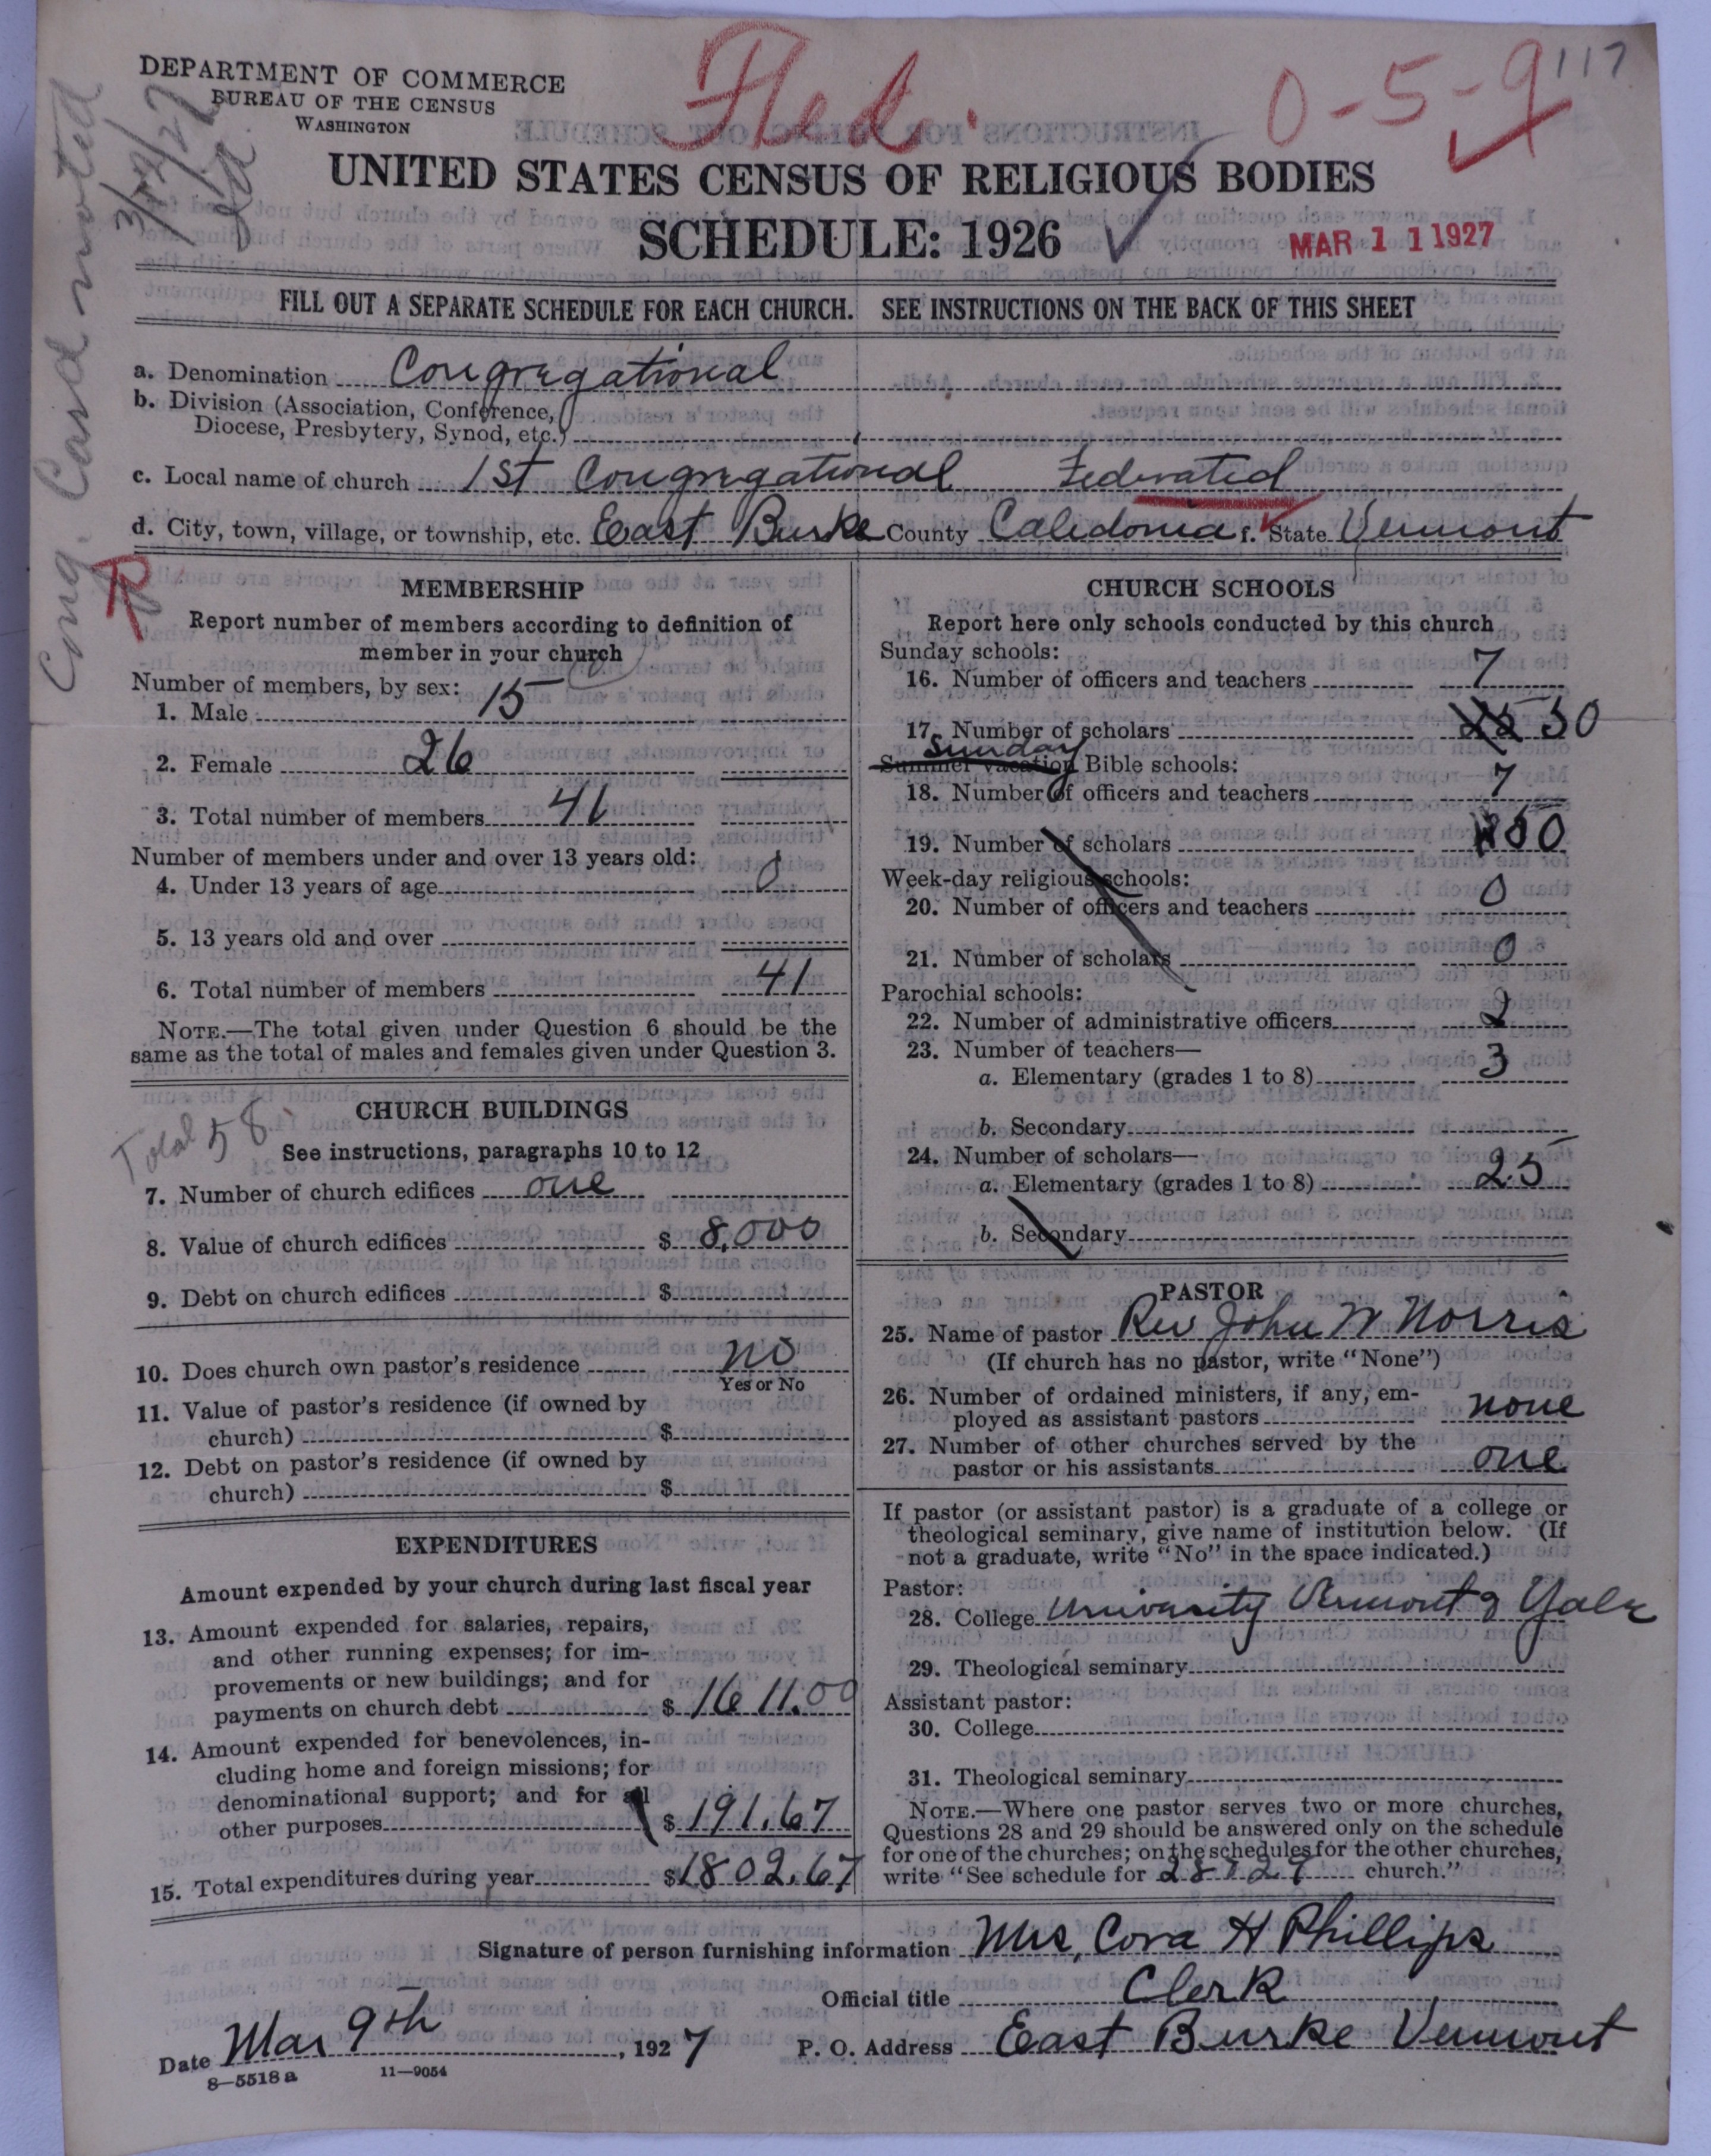 DEPARTMENT OF COMMERCE
BUREAU OF THE CENSUS
WASHINGTON
Fed.
0-5-9
117
Cong. Card noted
UNITED STATES CENSUS OF RELIGIOUS BODIES
SCHEDULE: 1926
MAR 11 1927
FILL OUT A SEPARATE SCHEDULE FOR EACH CHURCH. SEE INSTRUCTIONS ON THE BACK OF THIS SHEET
a. Denomination Congregational
b. Division (Association, Conference,
Diocese, Presbytery, Synod, etc.)
c. Local name of church 1st Congregational Federated
d. City, town, village, or township, etc. East Burke County Caledonia f. State Vermont
R
MEMBERSHIP
Report number of members according to definition of
member in your church
Number of members, by sex:
1. Male 15
2. Female 26
3. Total number of members 41
Number of members under and over 13 years old:
4. Under 13 years of age 0
5. 13 years old and over
6. Total number of members 41
NOTE.—The total given under Question 6 should be the
same as the total of males and females given under Question 3.
Total 58
CHURCH BUILDINGS
See instructions, paragraphs 10 to 12
7. Number of church edifices one
8. Value of church edifices $ 8,000
9. Debt on church edifices $
10. Does church own pastor's residence no
Yes or No
11. Value of pastor's residence (if owned by
church) $
12. Debt on pastor's residence (if owned by
church) $
EXPENDITURES
Amount expended by your church during last fiscal year
13. Amount expended for salaries, repairs,
and other running expenses; for im-
provements or new buildings; and for
payments on church debt $ 1611.00
14. Amount expended for benevolences, in-
cluding home and foreign missions; for
denominational support; and for all
other purposes $ 191.67
15. Total expenditures during year $1802.67
CHURCH SCHOOLS
Report here only schools conducted by this church
Sunday schools:
16. Number of officers and teachers 7
17. Number of scholars 25 50
Sunday
Summer vacation Bible schools:
18. Number of officers and teachers 7
19. Number of scholars 50
Week-day religious schools:
20. Number of officers and teachers 0
21. Number of scholars 0
Parochial schools:
22. Number of administrative officers 2
23. Number of teachers—
a. Elementary (grades 1 to 8) 3
b. Secondary
24. Number of scholars—
a. Elementary (grades 1 to 8) 25
b. Secondary
PASTOR
25. Name of pastor Rev John W Norris
(If church has no pastor, write "None")
26. Number of ordained ministers, if any, em-
ployed as assistant pastors none
27. Number of other churches served by the
pastor or his assistants one
If pastor (or assistant pastor) is a graduate of a college or
theological seminary, give name of institution below. (If
not a graduate, write "No" in the space indicated.)
Pastor:
28. College University Vermont & Yale
29. Theological seminary
Assistant pastor:
30. College
31. Theological seminary
NOTE.—Where one pastor serves two or more churches,
Questions 28 and 29 should be answered only on the schedule
for one of the churches; on the schedules for the other churches,
write "See schedule for 28 & 29 church."
Signature of person furnishing information Mrs, Cora H Phillips
Official title Clerk
Date Mar 9th, 1927 P. O. Address East Burke Vermont
8-5518a 11-9054